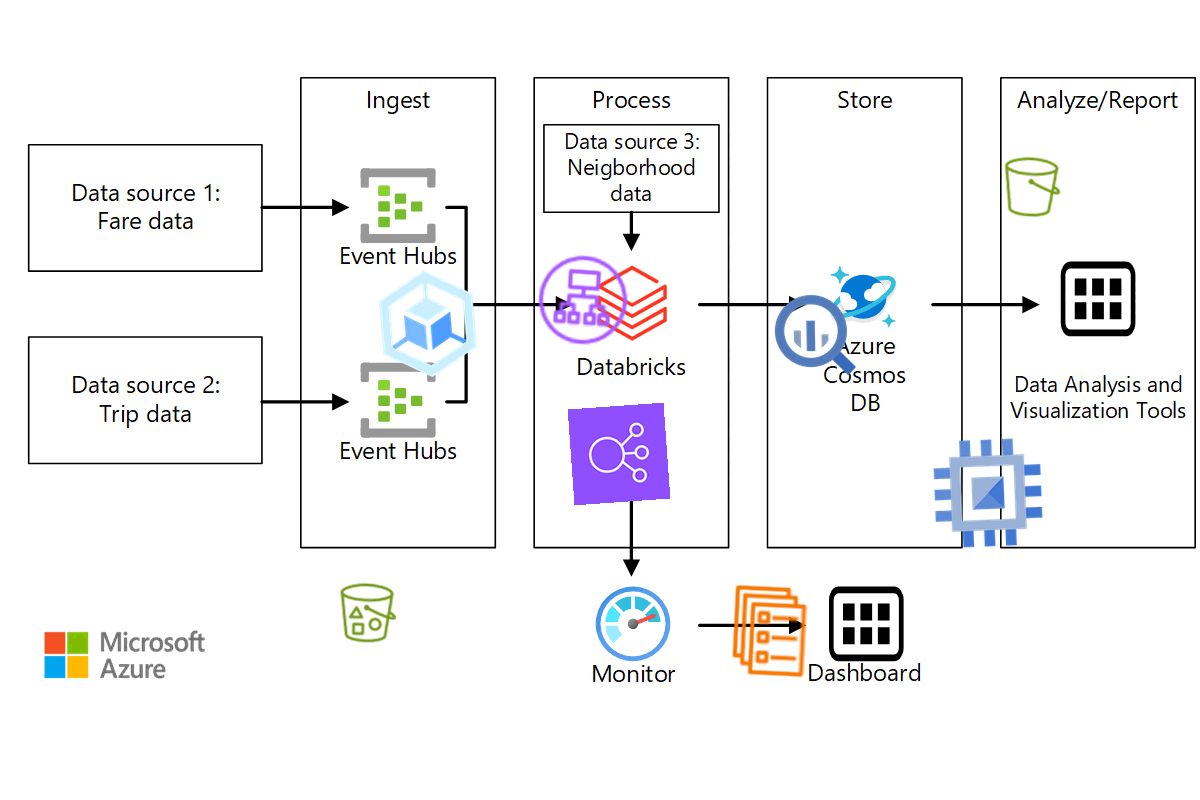 Ingest
Process
Store
Analyze/Report
Data source 1:
Fare data
Event Hubs
Data source 2:
Trip data
Event Hubs
Data source 3:
Neigborhood
data
Databricks
Azure
Cosmos
DB
Data Analysis and
Visualization Tools
Monitor
Dashboard
Microsoft
Azure